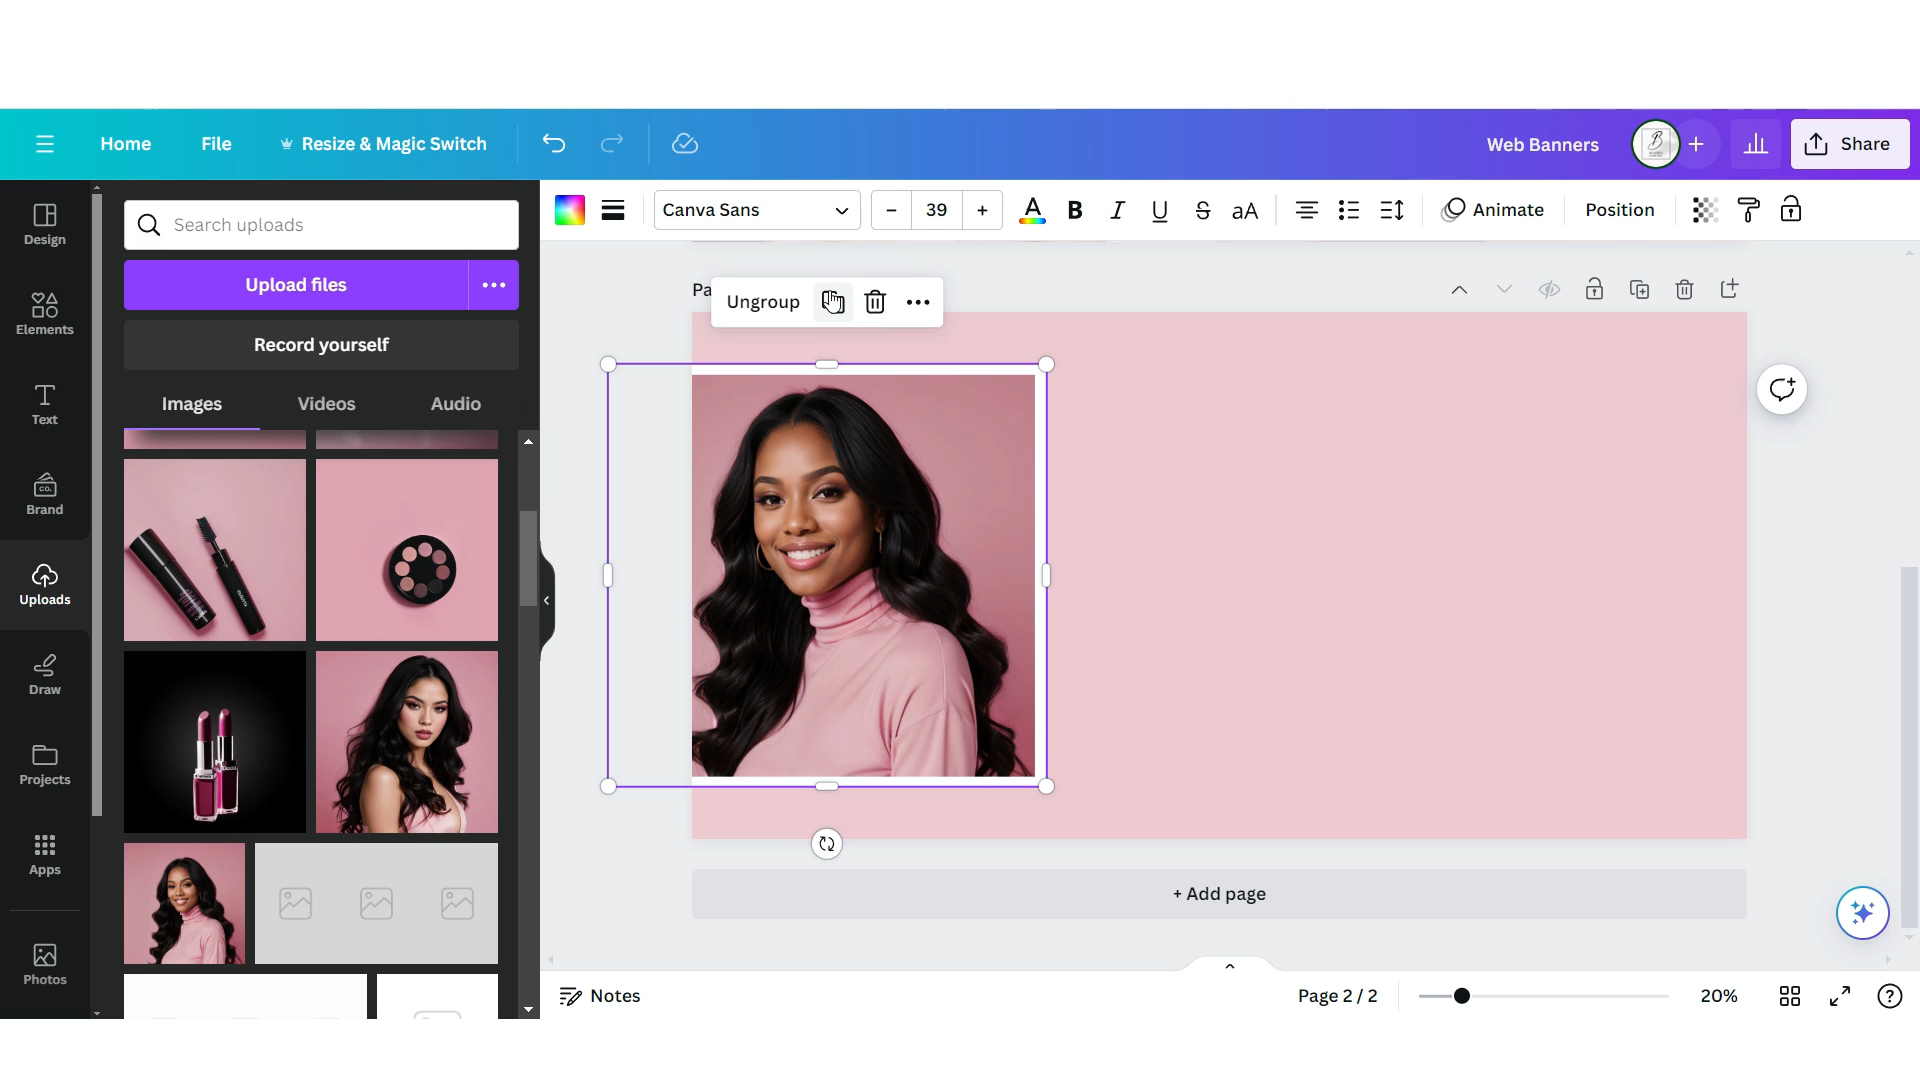 Home
File
Resize & Magic Switch
Web Banners
Share
Design
Elements
Text
Brand
Uploads
Draw
Projects
Apps
Photos
CO.
Search uploads
Upload files
Record yourself
Images
Videos
Audio
Canva Sans
39
A
B
I
U
S
aA
Animate
Position
Pa
Ungroup
+ Add page
Notes
Page 2 / 2
20%